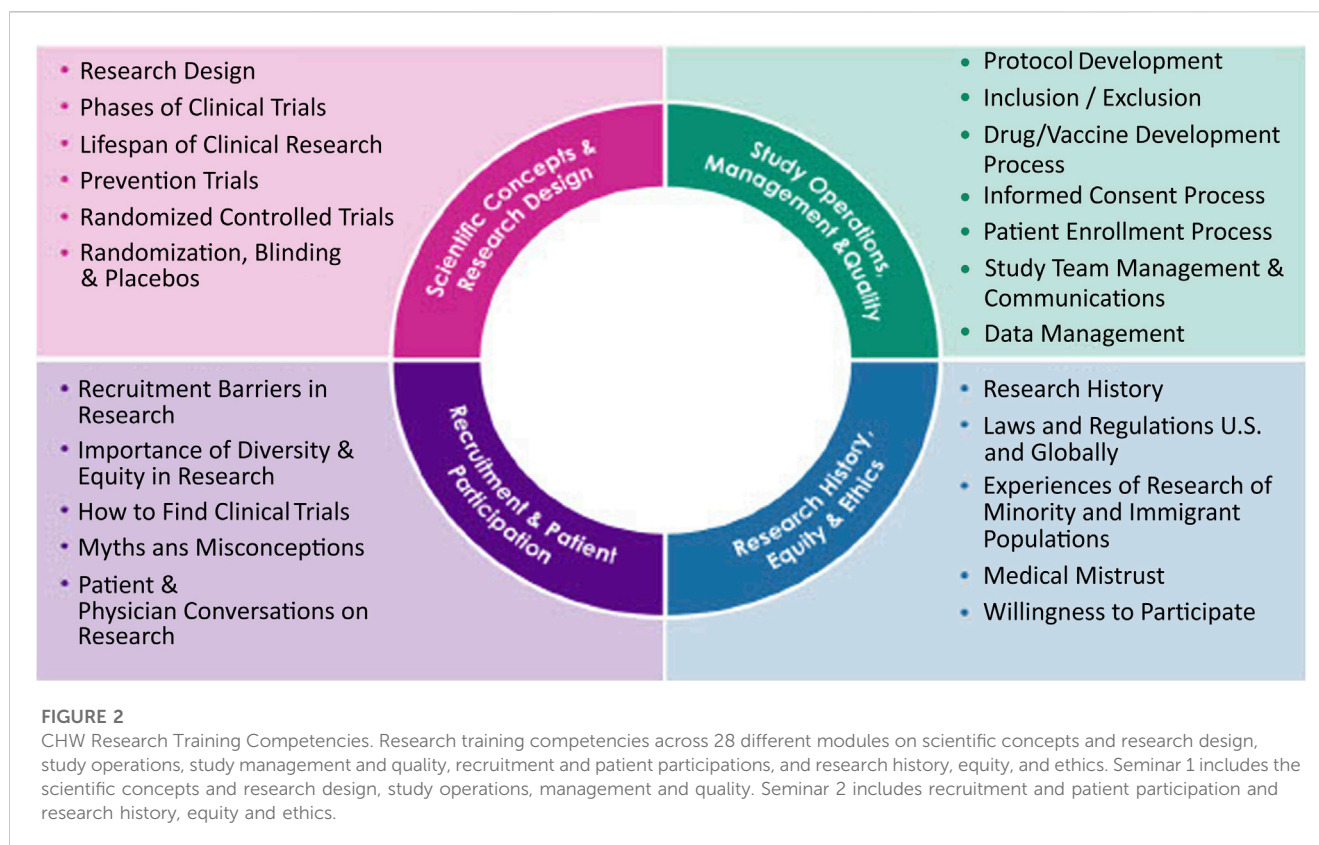 Research Design
Phases of Clinical Trials
Lifespan of Clinical Research
Prevention Trials
Randomized Controlled Trials
Randomization, Blinding
& Placebos
Scientific Concepts &
Research Design
Study Operations,
Management &Quality
Protocol Development
Inclusion / Exclusion
Drug/Vaccine Development
Process
Informed Consent Process
Patient Enrollment Process
Study Team Management &
Communications
Data Management
Recruitment Barriers in
Research
Importance of Diversity &
Equity in Research
How to Find Clinical Trials
Myths ans Misconceptions
Patient &
Physician Conversations on
Research
Recruitment & Patient
Participation
Research History,
Equity & Ethics
Research History
Laws and Regulations U.S.
and Globally
Experiences of Research of
Minority and Immigrant
Populations
Medical Mistrust
Willingness to Participate
FIGURE 2
CHW Research Training Competencies. Research training competencies across 28 different modules on scientific concepts and research design,
study operations, study management and quality, recruitment and patient participations, and research history, equity, and ethics. Seminar 1 includes the
scientific concepts and research design, study operations, management and quality. Seminar 2 includes recruitment and patient participation and
research history, equity and ethics.